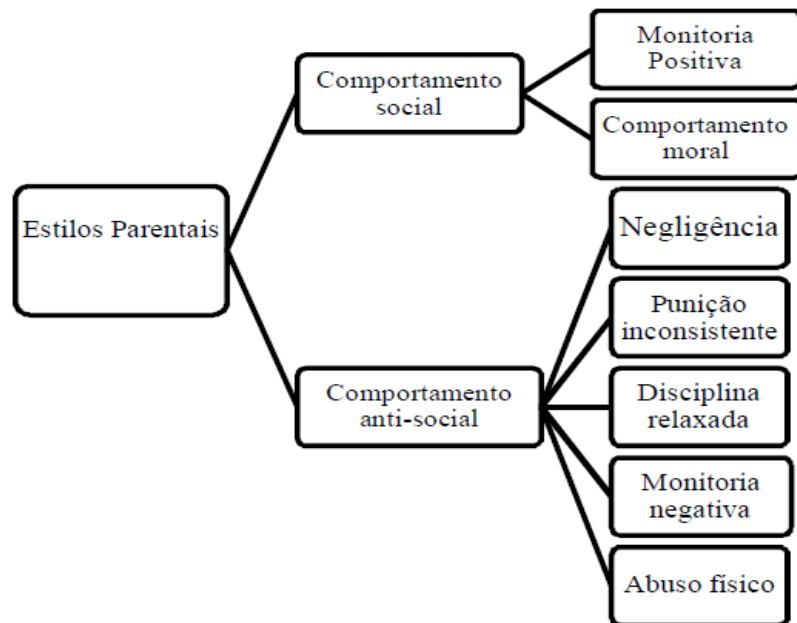 Estilos Parentais
Comportamento
social
Monitoria
Positiva
Comportamento
moral
Comportamento
anti-social
Negligência
Punição
inconsistente
Disciplina
relaxada
Monitoria
negativa
Abuso físico